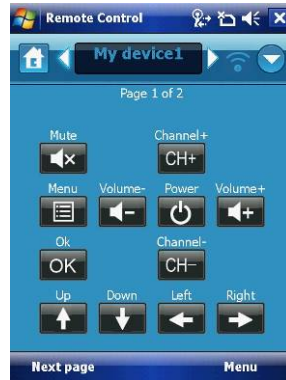 Remote Control
My device1
Page 1 of 2
Mute Channel+
CH+
Menu Volume- Power Volume+
Ok Channel-
OK CH−
Up Down Left Right
Next page Menu